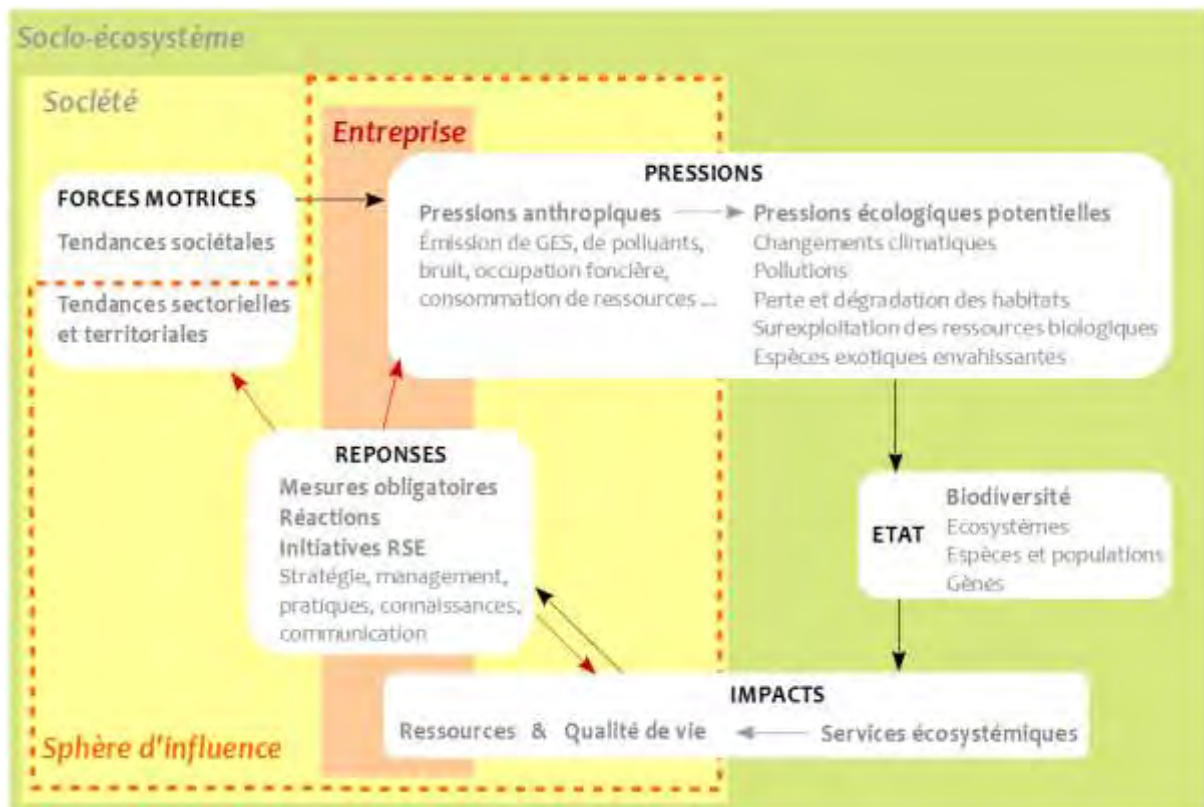 Socio-écosystème
Société
Entreprise
FORCES MOTRICES
Tendances sociétales
Tendances sectorielles
et territoriales
PRESSIONS
Pressions anthropiques
Émission de GES, de polluants,
bruit, occupation foncière,
consommation de ressources ...
Pressions écologiques potentielles
Changements climatiques
Pollutions
Perte et dégradation des habitats
Surexploitation des ressources biologiques
Espèces exotiques envahissantes
REPONSES
Mesures obligatoires
Réactions
Initiatives RSE
Stratégie, management,
pratiques, connaissances,
communication
ETAT
Biodiversité
Ecosystèmes
Espèces et populations
Gènes
IMPACTS
Ressources & Qualité de vie
Services écosystémiques
Sphère d'influence